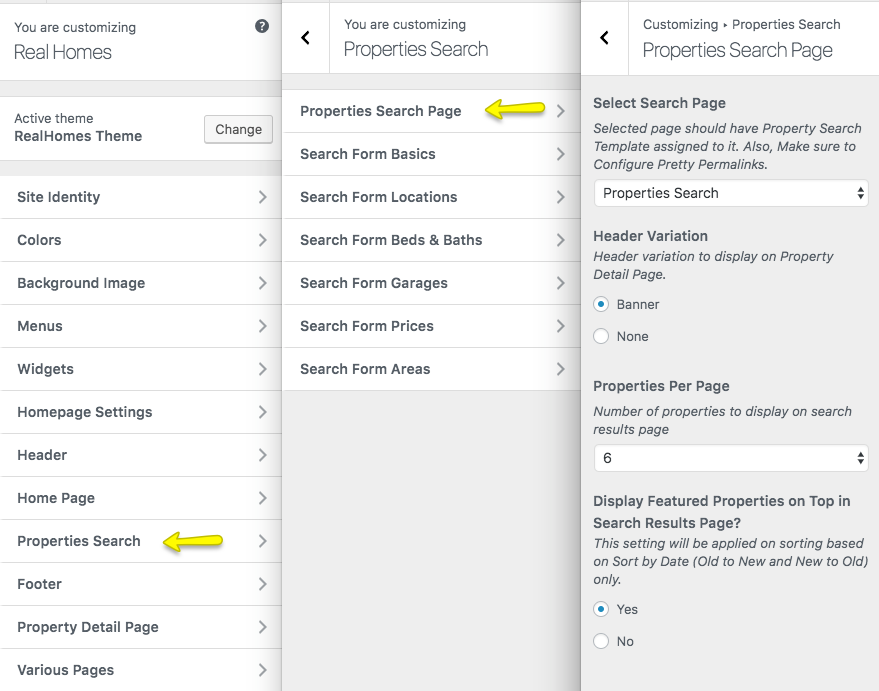 You are customizing
Real Homes
Active theme
RealHomes Theme
Change
Site Identity
Colors
Background Image
Menus
Widgets
Homepage Settings
Header
Home Page
Properties Search
Footer
Property Detail Page
Various Pages
You are customizing
Properties Search
Properties Search Page
Search Form Basics
Search Form Locations
Search Form Beds & Baths
Search Form Garages
Search Form Prices
Search Form Areas
Customizing ▸ Properties Search
Properties Search Page
Select Search Page
Selected page should have Property Search
Template assigned to it. Also, Make sure to
Configure Pretty Permalinks.
Properties Search
Header Variation
Header variation to display on Property
Detail Page.
Banner
None
Properties Per Page
Number of properties to display on search
results page
6
Display Featured Properties on Top in
Search Results Page?
This setting will be applied on sorting based
on Sort by Date (Old to New and New to Old)
only.
Yes
No